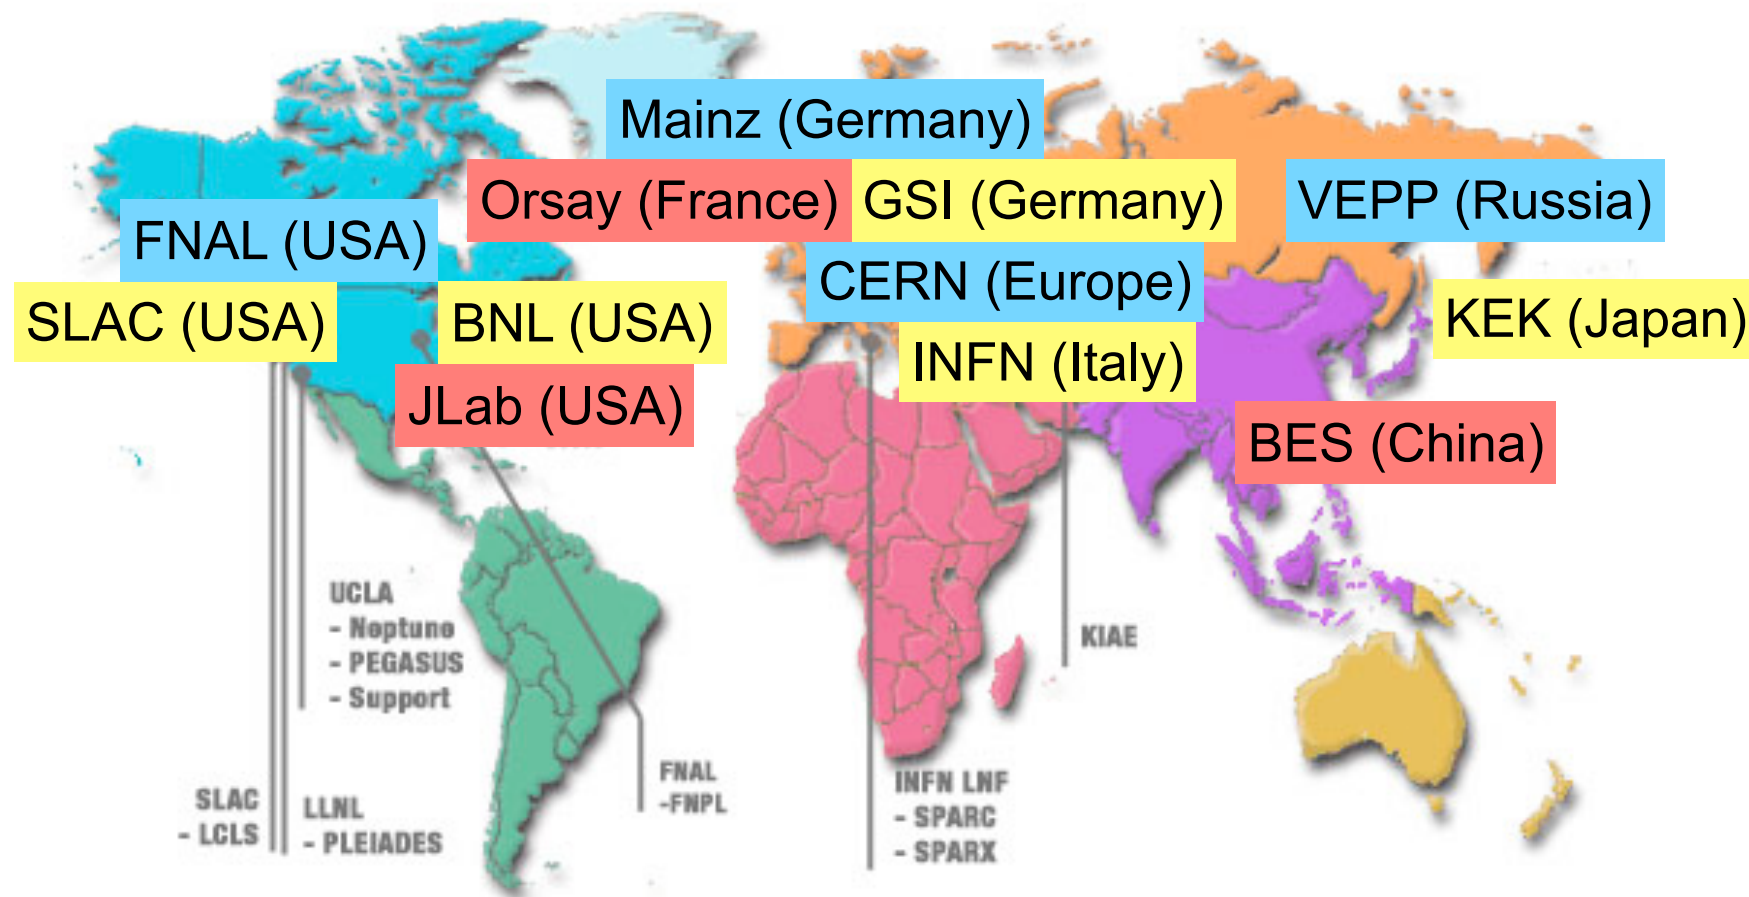 Mainz (Germany)
Orsay (France)
GSI (Germany)
VEPP (Russia)
FNAL (USA)
CERN (Europe)
SLAC (USA)
BNL (USA)
KEK (Japan)
INFN (Italy)
JLab (USA)
BES (China)
UCLA
- Neptune
- PEGASUS
- Support
KIAE
FNAL
-FNPL
INFN LNF
- SPARC
- SPARX
SLAC
- LCLS
LLNL
- PLEIADES